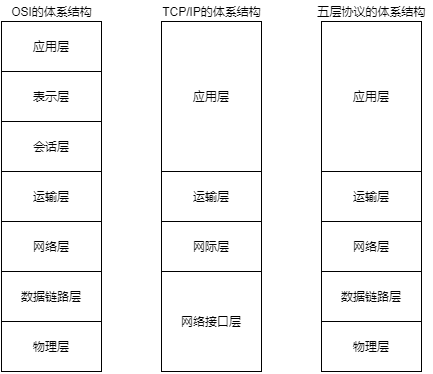 OSI的体系结构
TCP/IP的体系结构
五层协议的体系结构
应用层
表示层
会话层
运输层
网络层
数据链路层
物理层
应用层
运输层
网际层
网络接口层
应用层
运输层
网络层
数据链路层
物理层